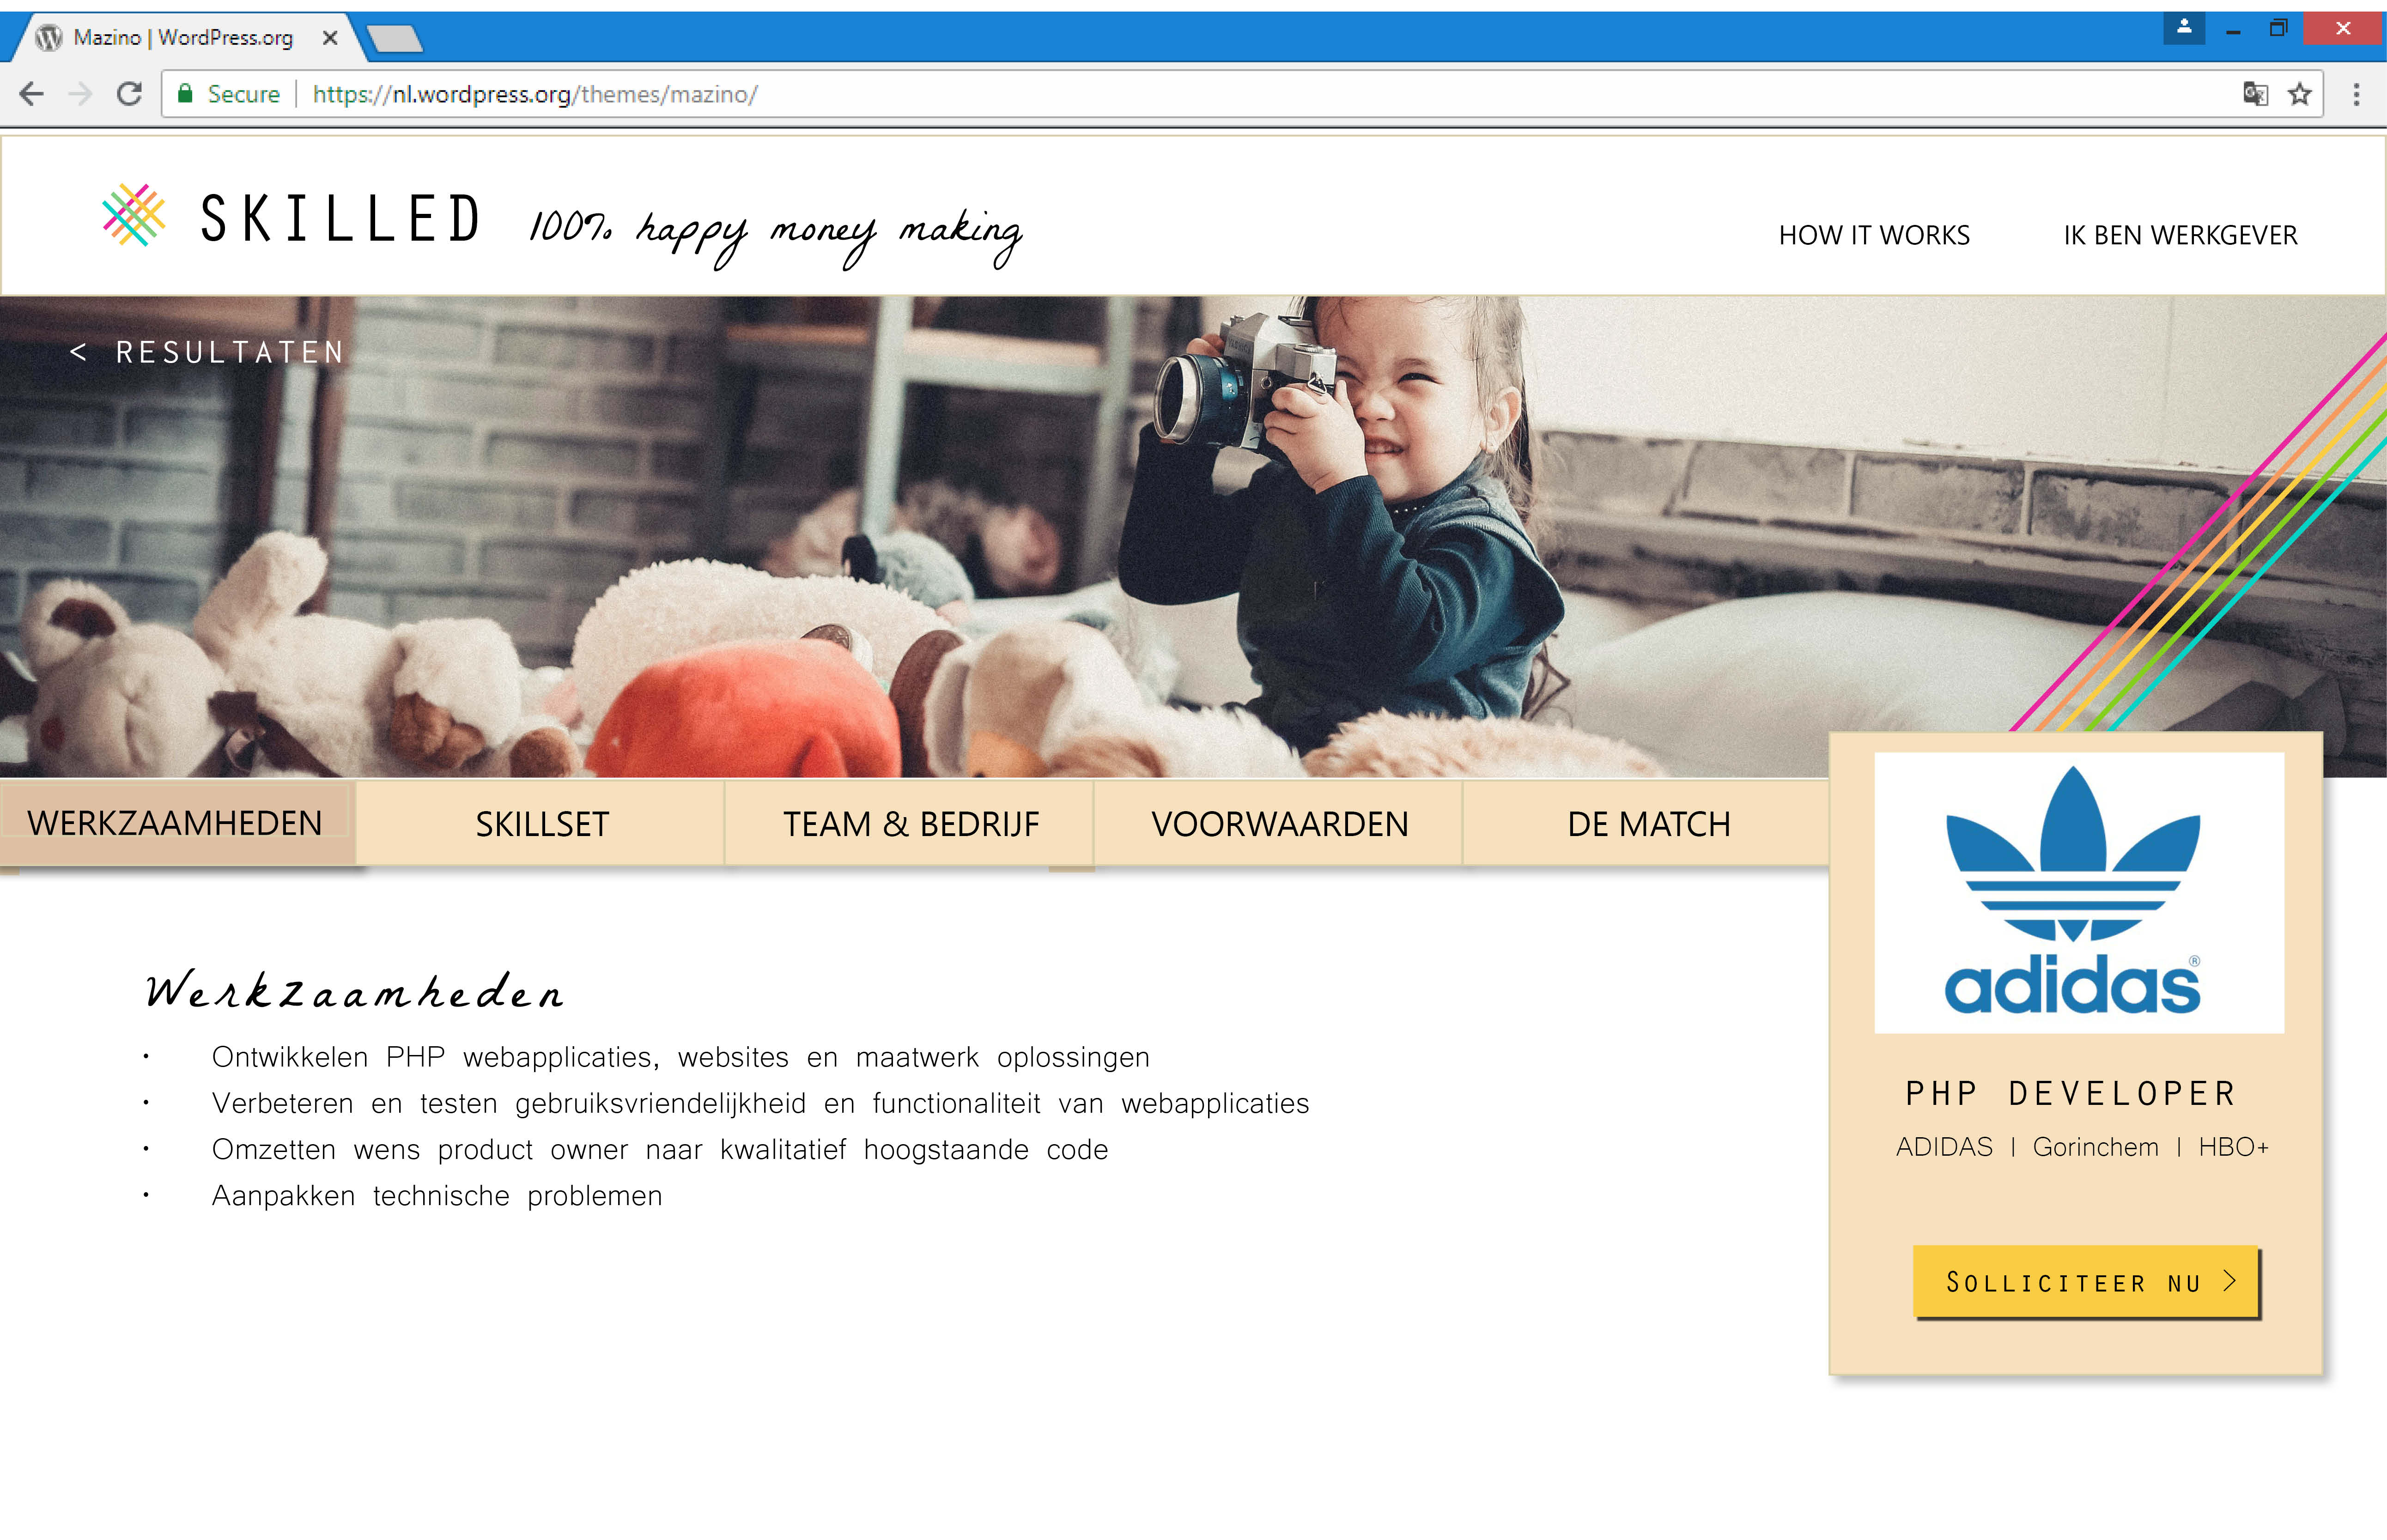 Mazino | WordPress.org
Secure | https://nl.wordpress.org/themes/mazino/
SKILLED 100% happy money making
HOW IT WORKS IK BEN WERKGEVER
< RESULTATEN
WERKZAAMHEDEN SKILLSET TEAM & BEDRIJF VOORWAARDEN DE MATCH
adidas®
Werkzaamheden
• Ontwikkelen PHP webapplicaties, websites en maatwerk oplossingen
• Verbeteren en testen gebruiksvriendelijkheid en functionaliteit van webapplicaties
• Omzetten wens product owner naar kwalitatief hoogstaande code
• Aanpakken technische problemen
PHP DEVELOPER
ADIDAS | Gorinchem | HBO+
SOLLICITEER NU >